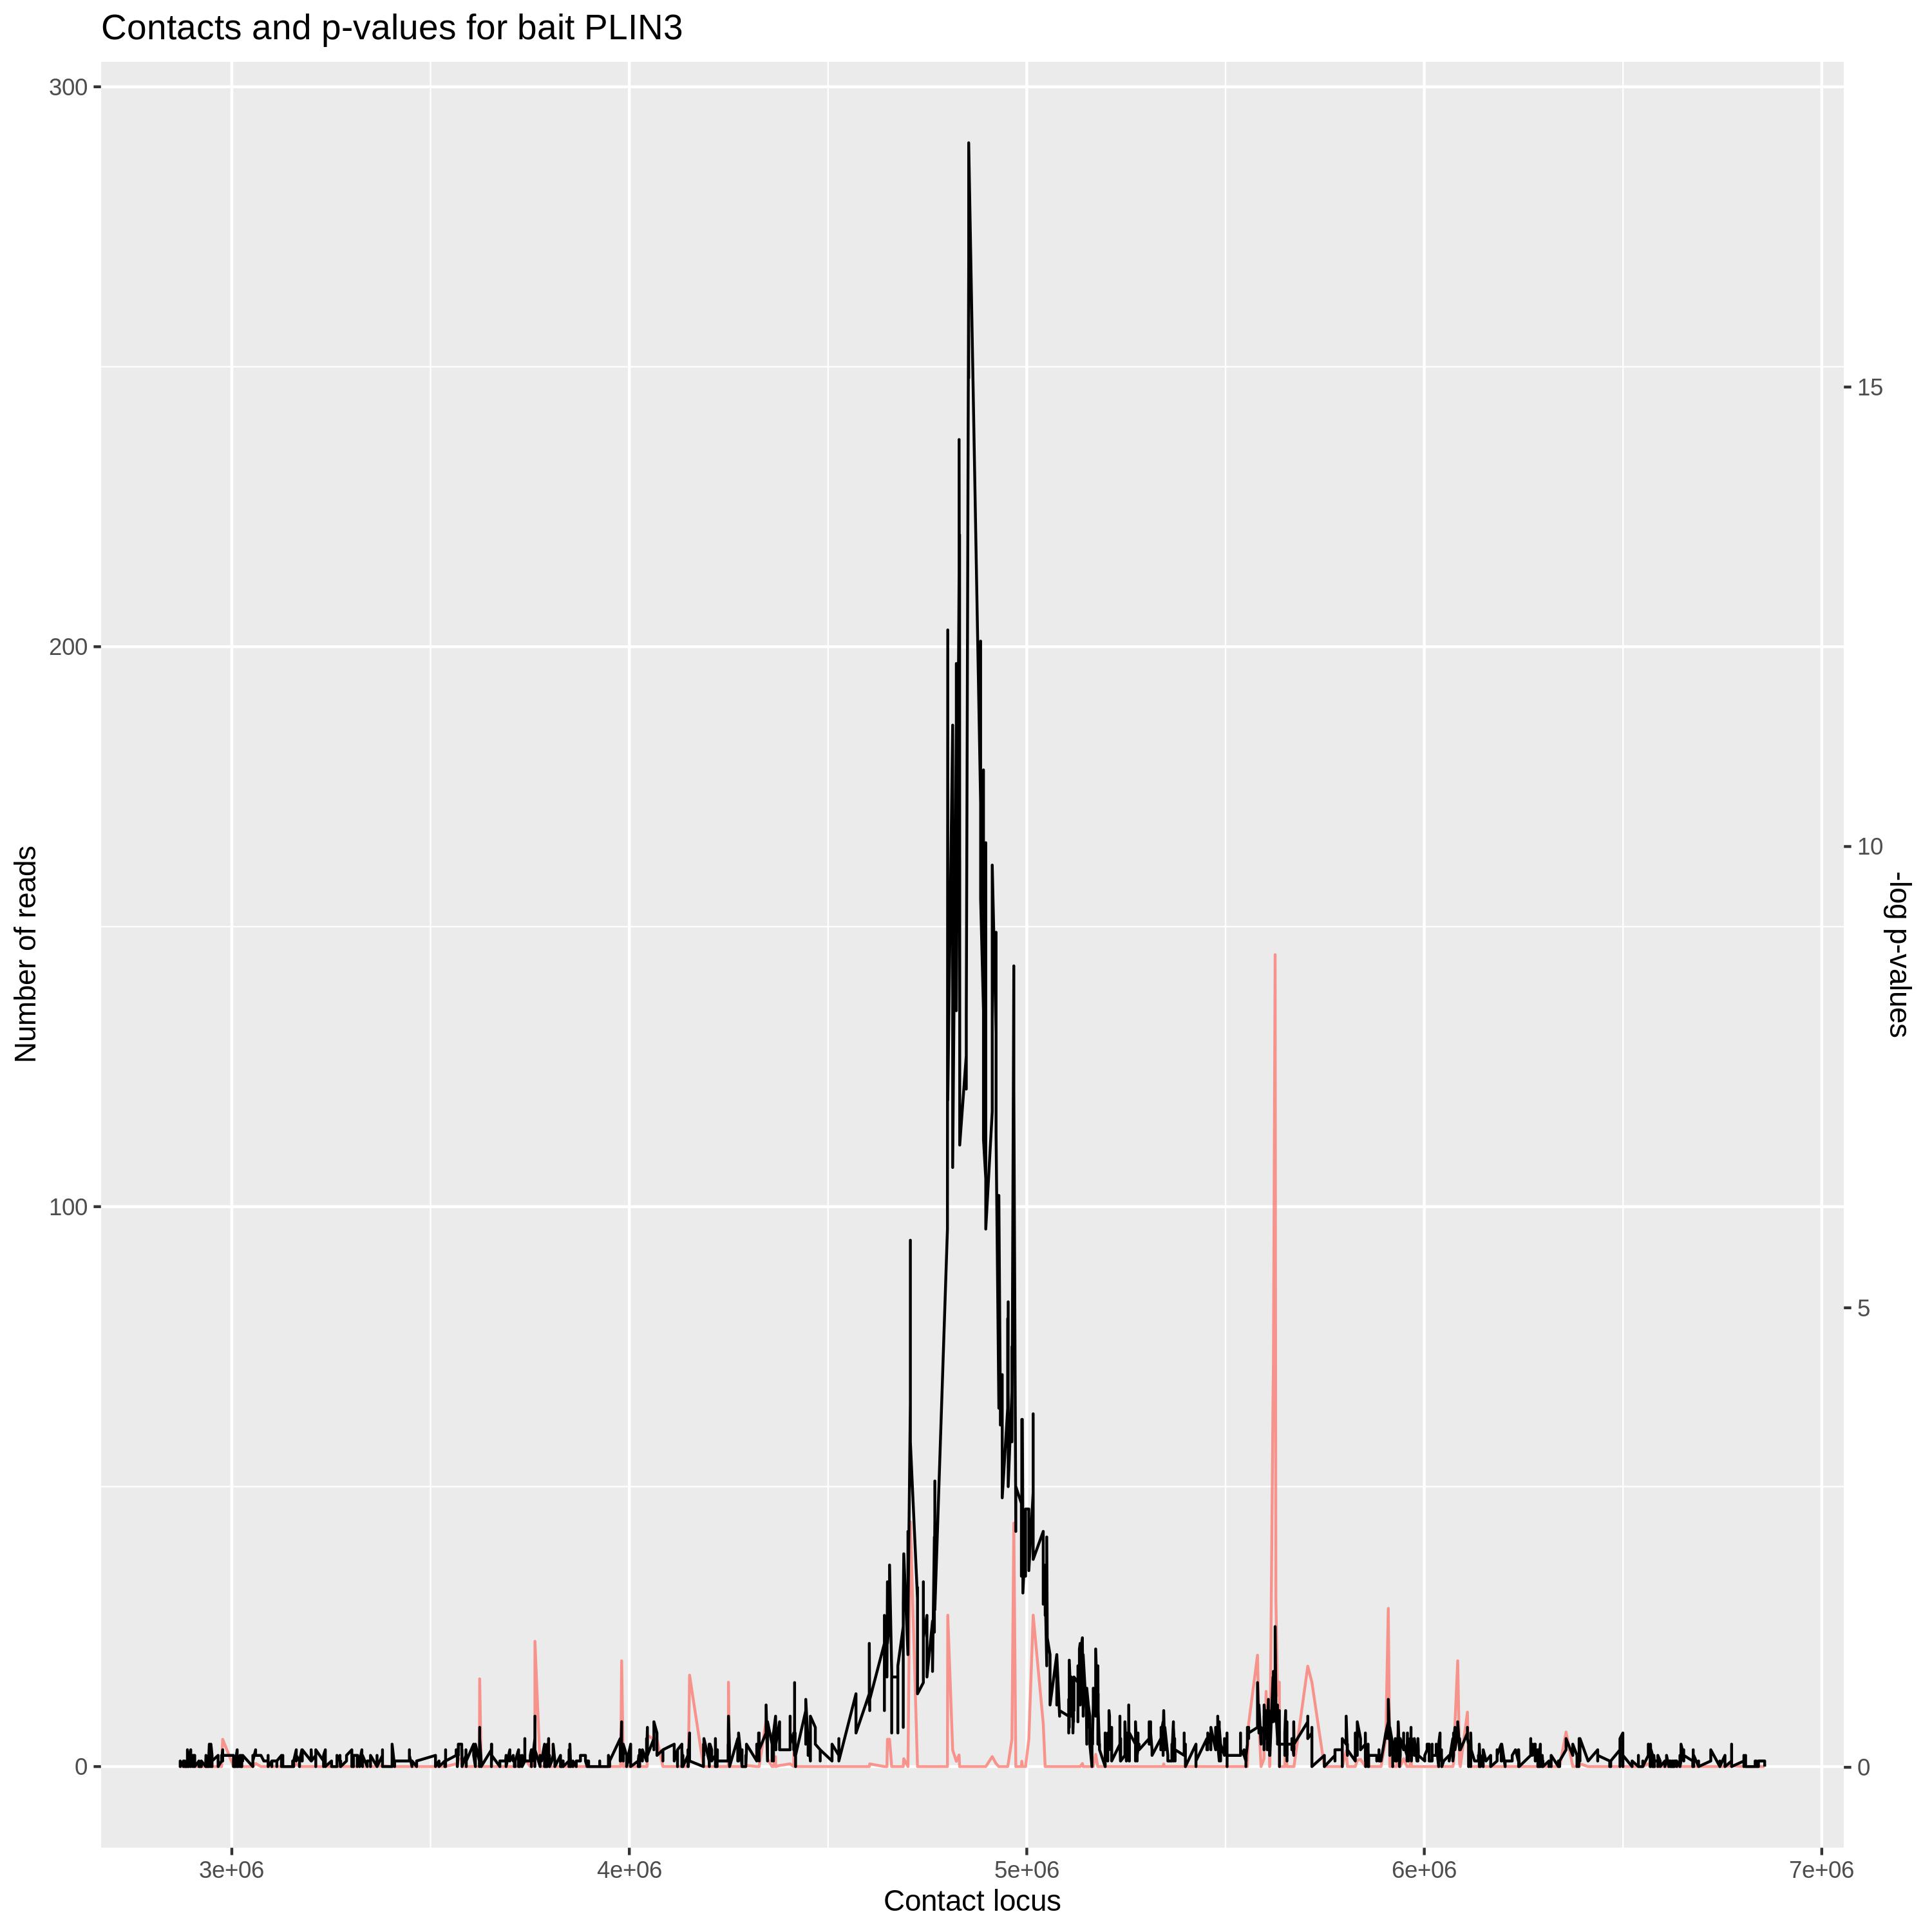 Contacts and p-values for bait PLIN3
300
200
100
0
Number of reads
15
10
5
0
-log p-values
3e+06
4e+06
5e+06
6e+06
7e+06
Contact locus